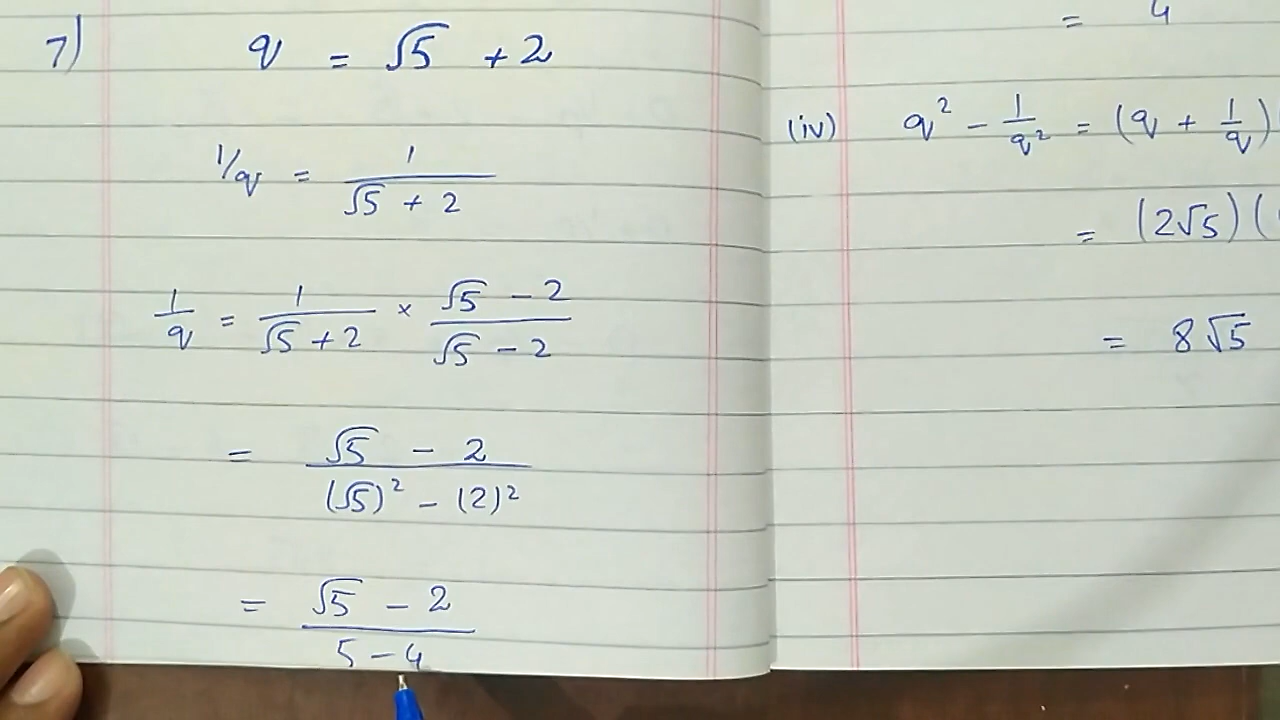 7) q = √5 + 2
1/q = 1/(√5 + 2)
1/q = 1/(√5 + 2) × (√5 - 2)/(√5 - 2)
= (√5 - 2)/((√5)² - (2)²)
= (√5 - 2)/(5 - 4)
= 4
(iv) q² - 1/q² = (q + 1/q)
= (2√5)(
= 8√5